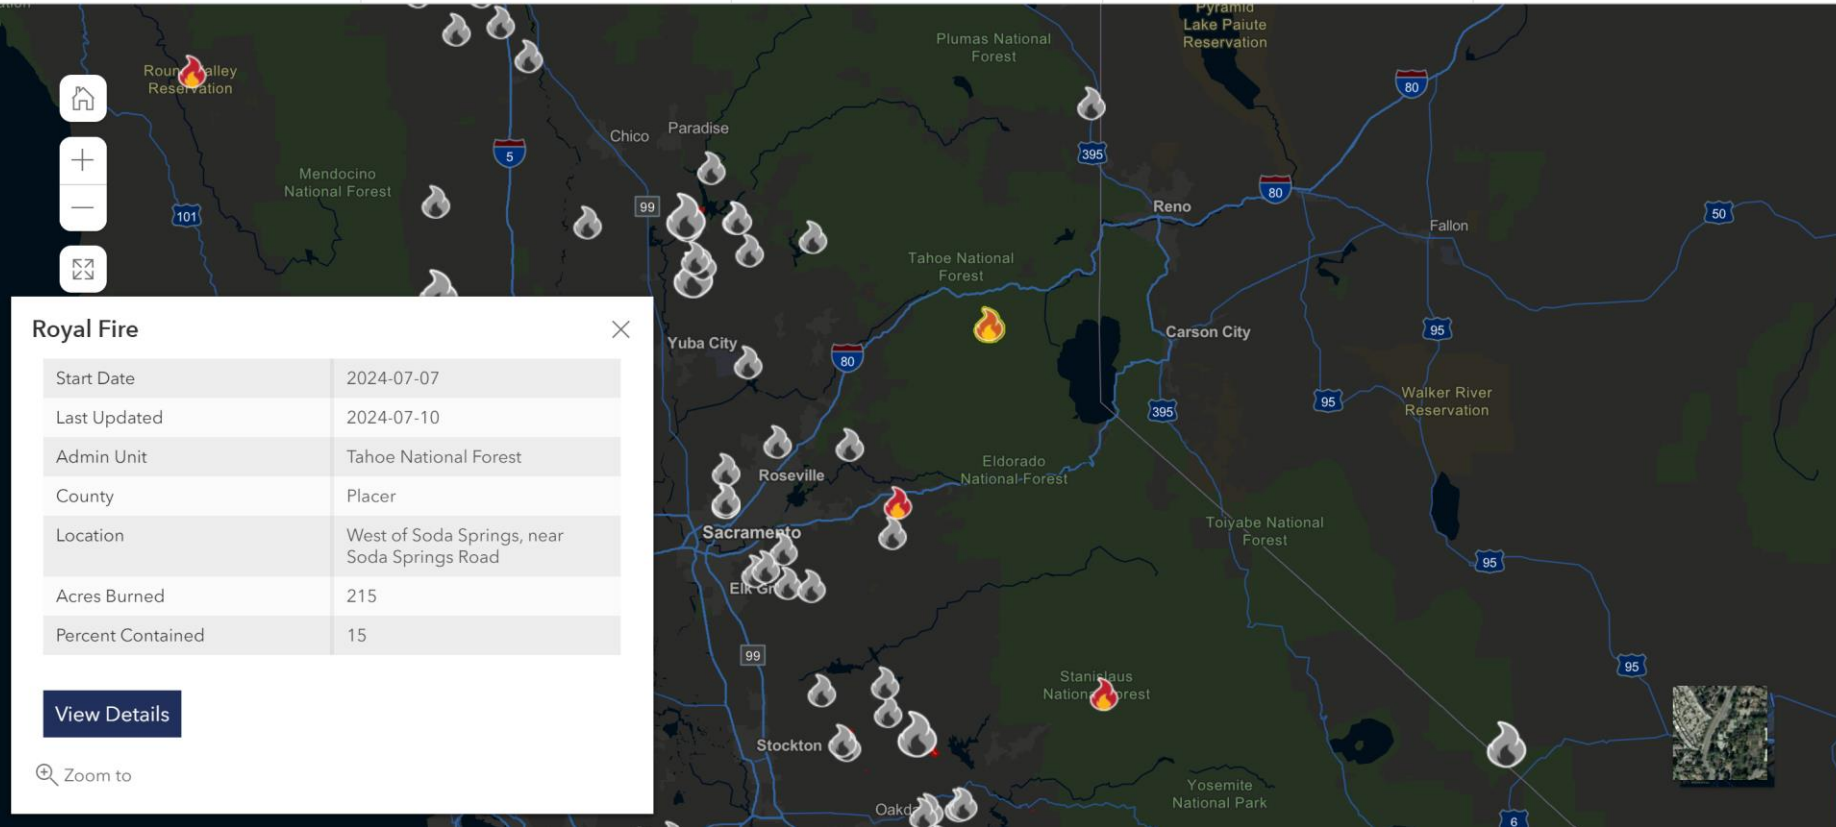 Pyramid
Lake Paiute
Reservation
Plumas National
Forest
Reservation
80
Chico
Paradise
5
395
Mendocino
National Forest
80
101
99
Reno
50
Fallon
Tahoe National
Forest
Royal Fire
Start Date 2024-07-07
Last Updated 2024-07-10
Admin Unit Tahoe National Forest
County Placer
Location West of Soda Springs, near
Soda Springs Road
Acres Burned 215
Percent Contained 15
View Details
Zoom to
Yuba City
80
Carson City
95
Walker River
Reservation
95
395
Eldorado
National Forest
Roseville
Sacramento
Toiyabe National
Forest
95
99
95
Stanislaus
National Forest
Stockton
Yosemite
National Park
6